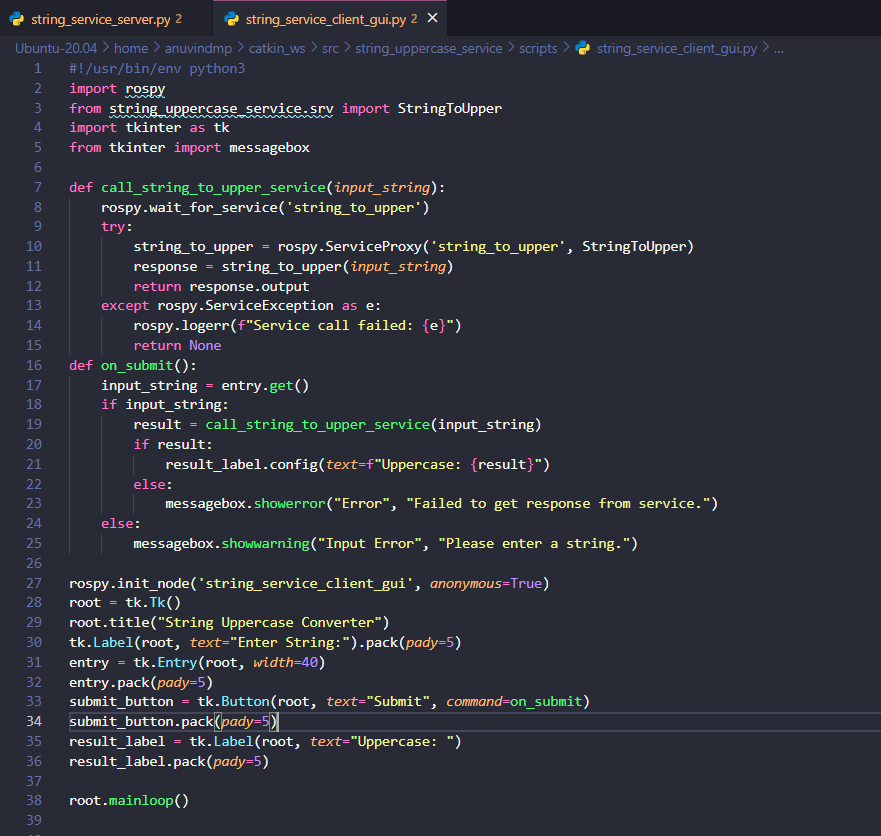 string_service_server.py 2 string_service_client_gui.py 2 ×
Ubuntu-20.04 > home > anuvindmp > catkin_ws > src > string_uppercase_service > scripts > string_service_client_gui.py > ...
1 #!/usr/bin/env python3
2 import rospy
3 from string_uppercase_service.srv import StringToUpper
4 import tkinter as tk
5 from tkinter import messagebox
6
7 def call_string_to_upper_service(input_string):
8     rospy.wait_for_service('string_to_upper')
9     try:
10         string_to_upper = rospy.ServiceProxy('string_to_upper', StringToUpper)
11         response = string_to_upper(input_string)
12         return response.output
13     except rospy.ServiceException as e:
14         rospy.logerr(f"Service call failed: {e}")
15         return None
16 def on_submit():
17     input_string = entry.get()
18     if input_string:
19         result = call_string_to_upper_service(input_string)
20         if result:
21             result_label.config(text=f"Uppercase: {result}")
22         else:
23             messagebox.showerror("Error", "Failed to get response from service.")
24     else:
25         messagebox.showwarning("Input Error", "Please enter a string.")
26
27 rospy.init_node('string_service_client_gui', anonymous=True)
28 root = tk.Tk()
29 root.title("String Uppercase Converter")
30 tk.Label(root, text="Enter String:").pack(pady=5)
31 entry = tk.Entry(root, width=40)
32 entry.pack(pady=5)
33 submit_button = tk.Button(root, text="Submit", command=on_submit)
34 submit_button.pack(pady=5)
35 result_label = tk.Label(root, text="Uppercase: ")
36 result_label.pack(pady=5)
37
38 root.mainloop()
39